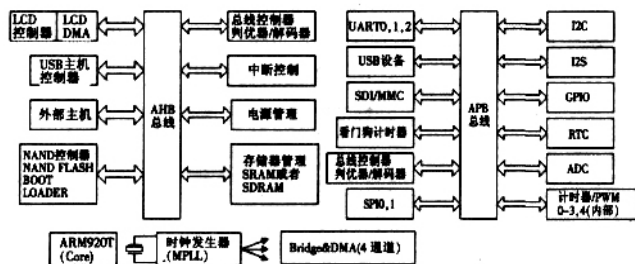 LCD
控制器
LCD
DMA
USB主机
控制器
外部主机
NAND控制器
NAND FLASH
BOOT
LOADER
AHB
总线
总线控制器
判优器/解码器
中断控制
电源管理
存储器管理
SRAM或者
SDRAM
UART0,1,2
USB设备
SDI/MMC
看门狗计时器
总线控制器
判优器/解码器
SPI0,1
APB
总线
I2C
I2S
GPIO
RTC
ADC
计时器/PWM
0-3,4(内部)
ARM920T
(Core)
时钟发生器
(MPLL)
Bridge&DMA(4 通道)